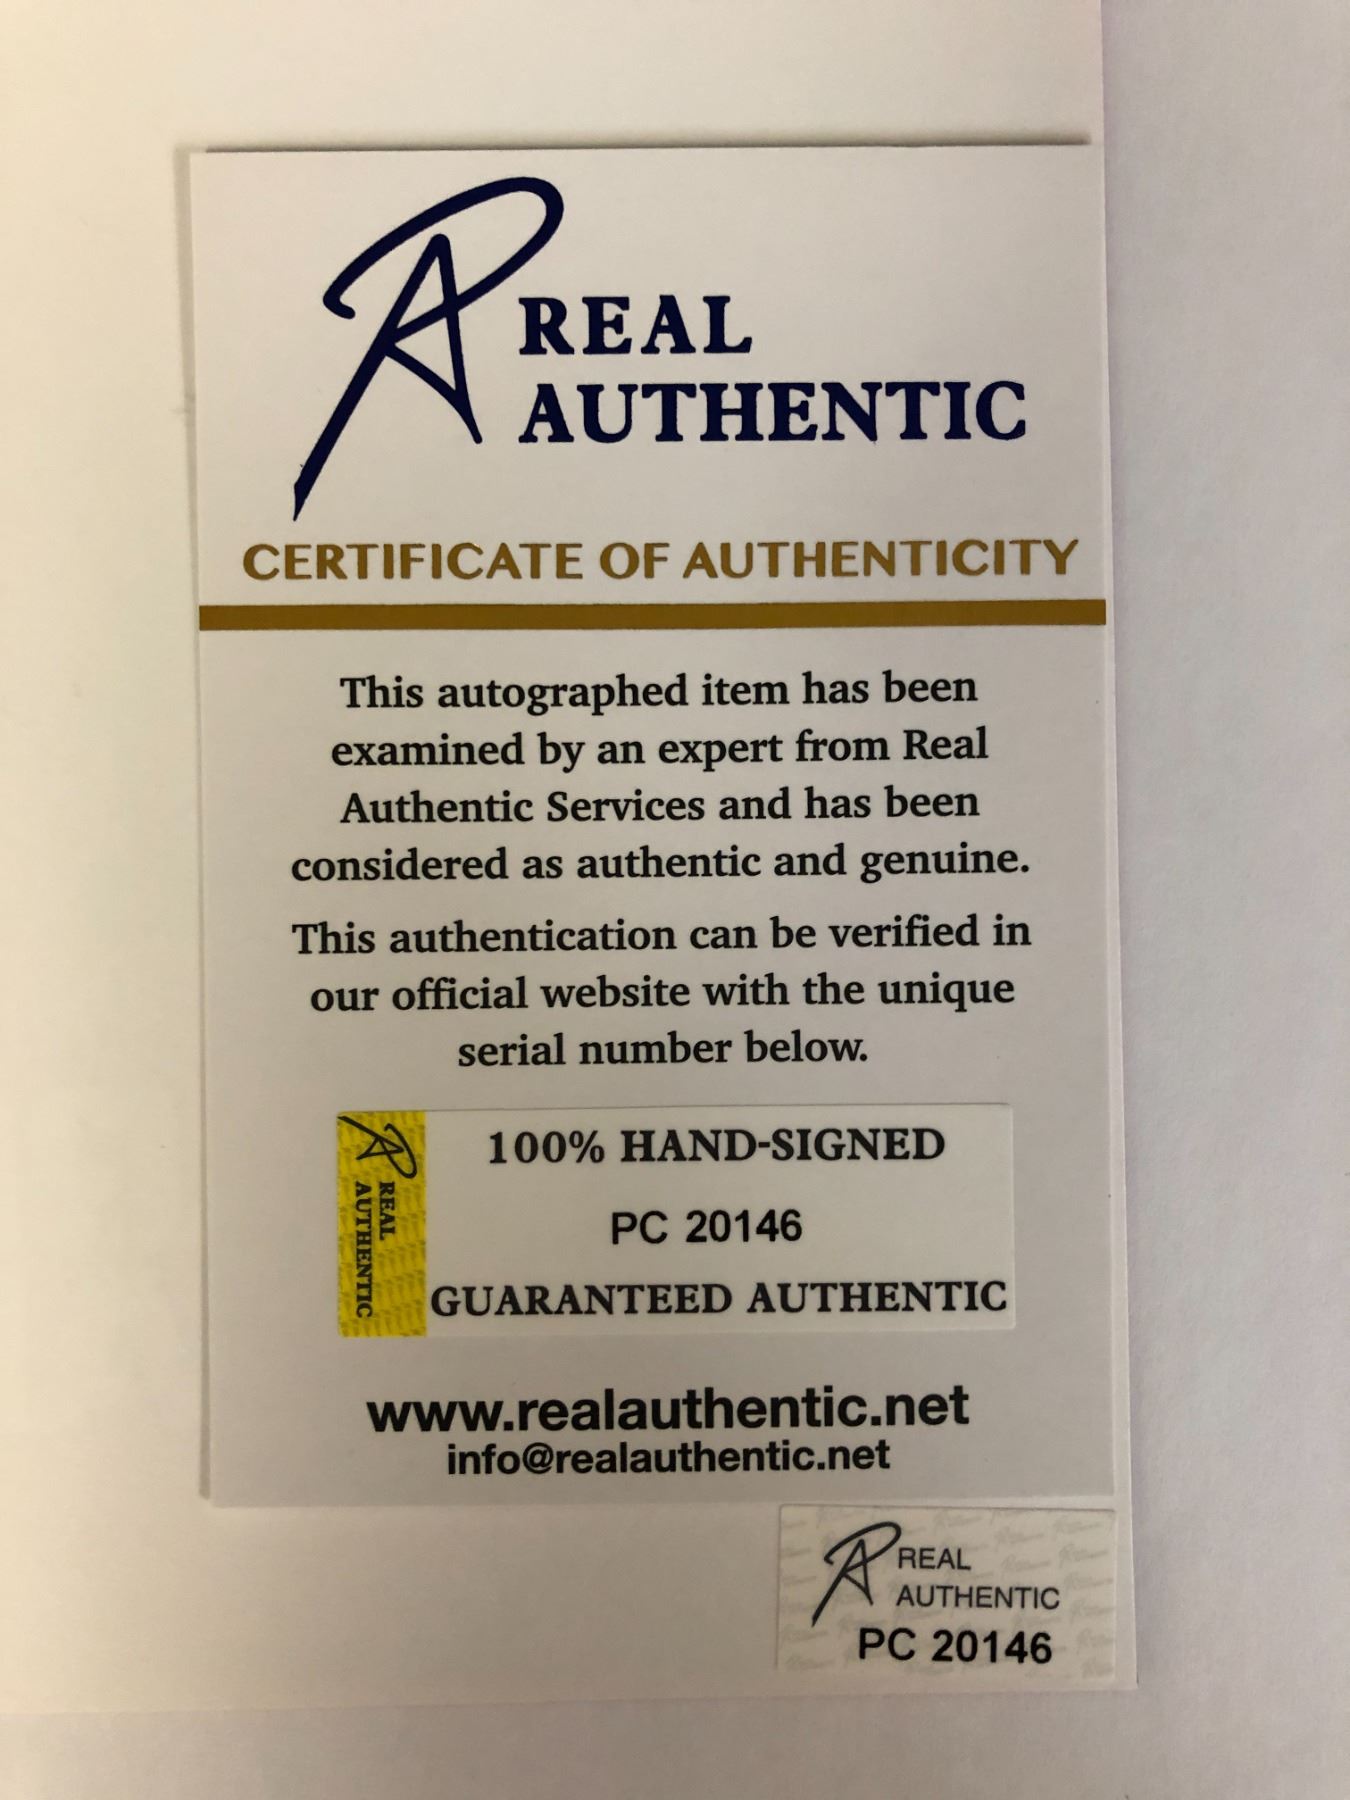 REAL
AUTHENTIC
CERTIFICATE OF AUTHENTICITY
This autographed item has been
examined by an expert from Real
Authentic Services and has been
considered as authentic and genuine.
This authentication can be verified in
our official website with the unique
serial number below.
REAL
AUTHENTIC
100% HAND-SIGNED
PC 20146
GUARANTEED AUTHENTIC
www.realauthentic.net
info@realauthentic.net
REAL
AUTHENTIC
PC 20146